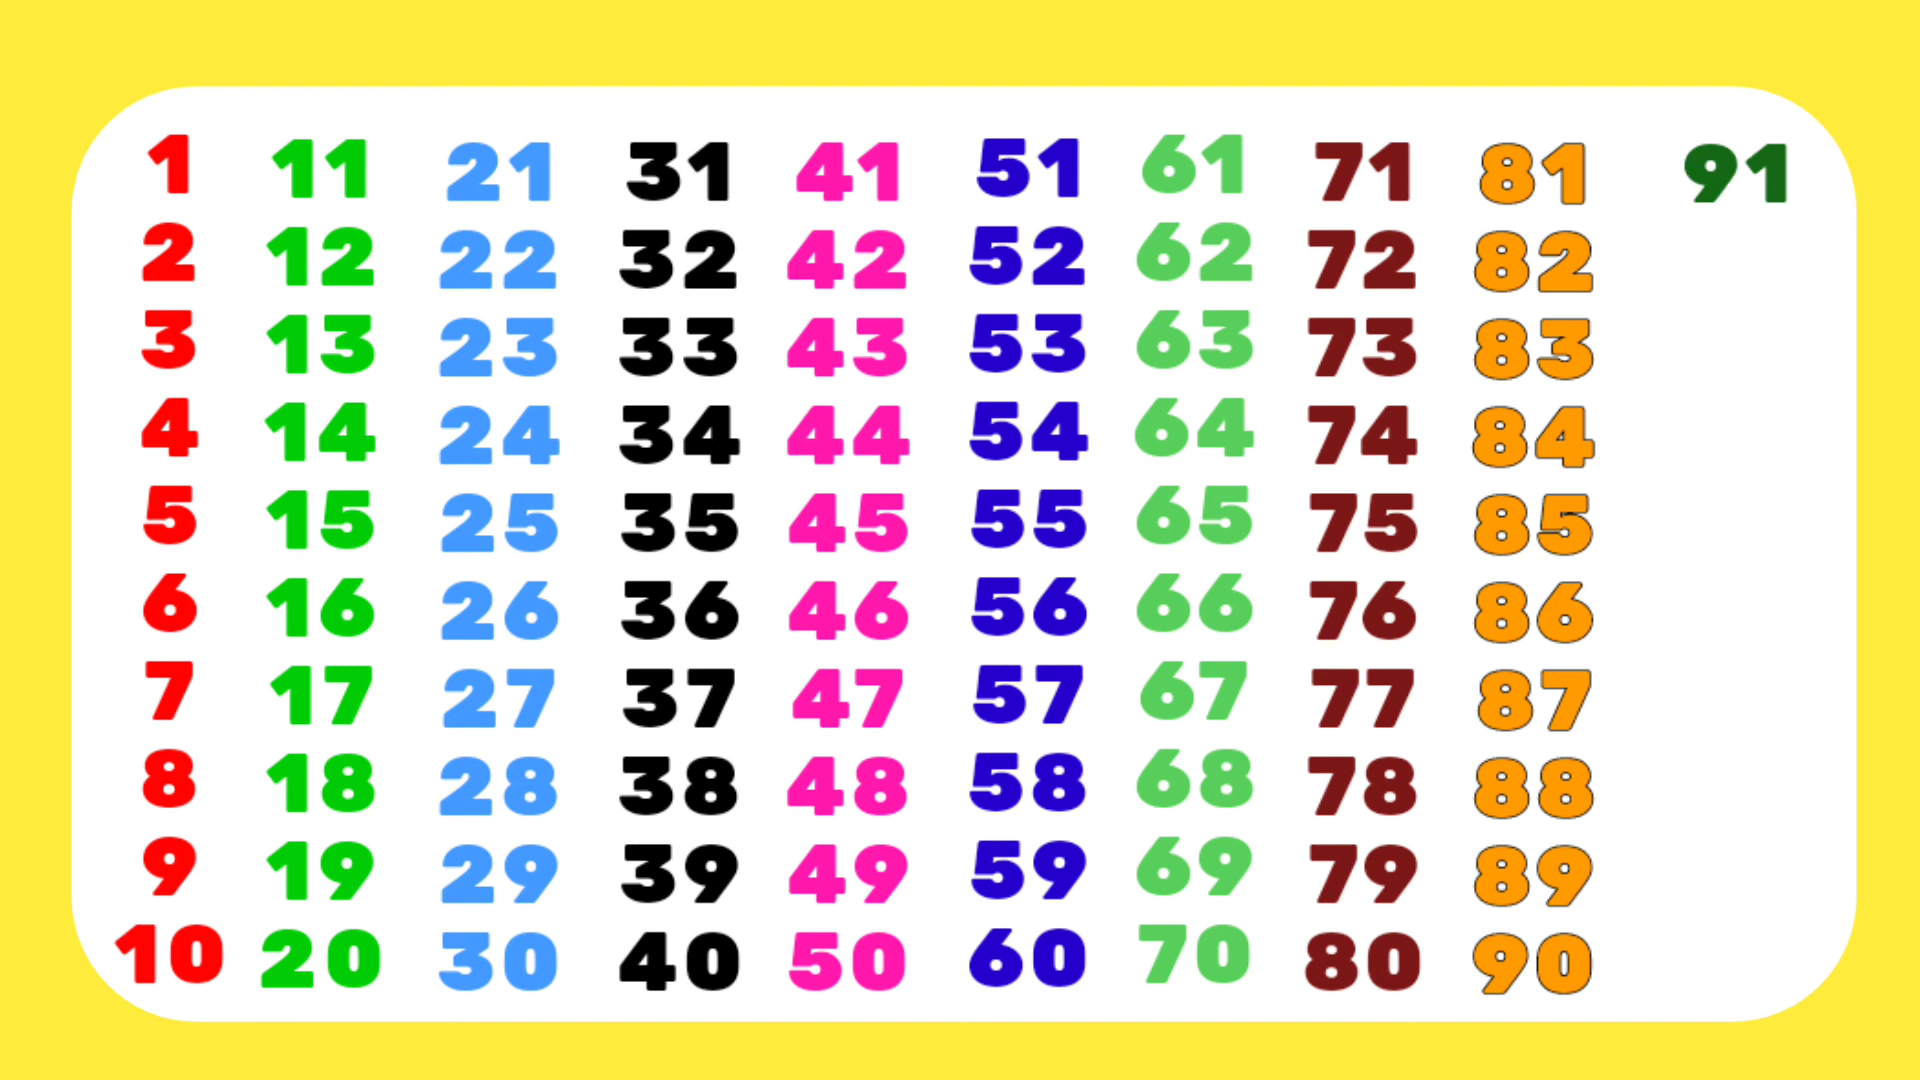 1 11 21 31 41 51 61 71 81 91
2 12 22 32 42 52 62 72 82
3 13 23 33 43 53 63 73 83
4 14 24 34 44 54 64 74 84
5 15 25 35 45 55 65 75 85
6 16 26 36 46 56 66 76 86
7 17 27 37 47 57 67 77 87
8 18 28 38 48 58 68 78 88
9 19 29 39 49 59 69 79 89
10 20 30 40 50 60 70 80 90